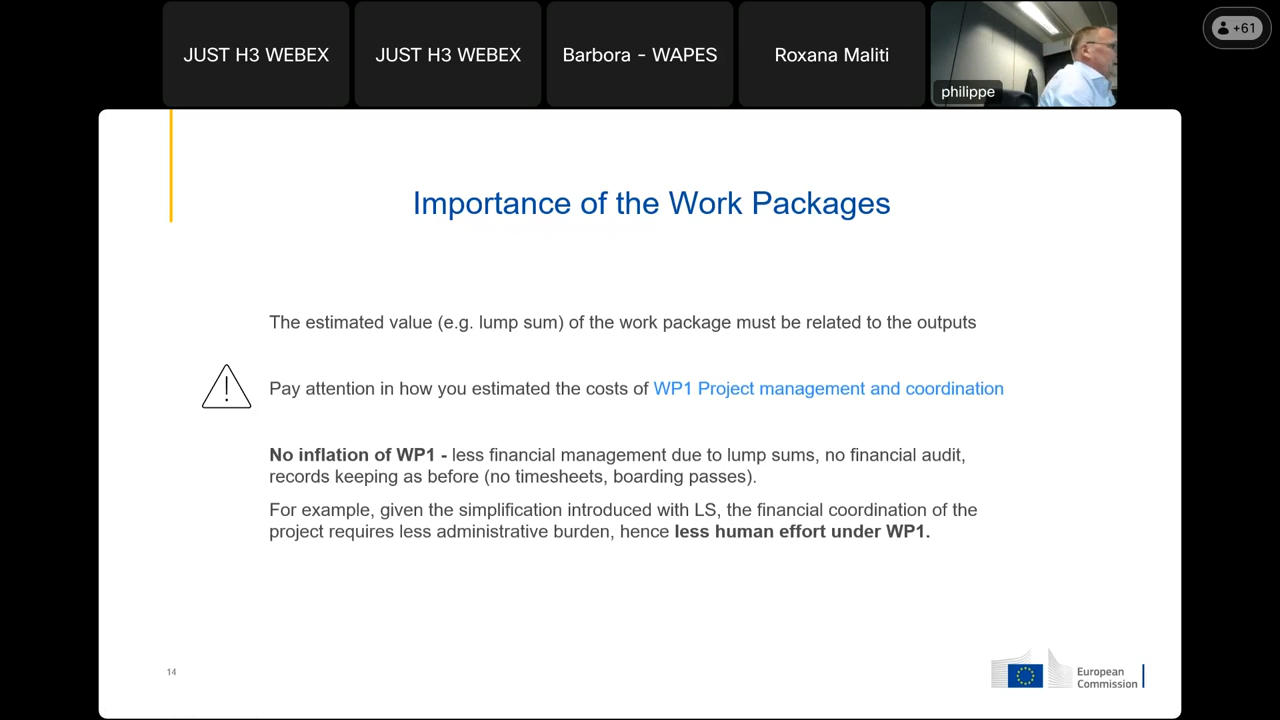 JUST H3 WEBEX
JUST H3 WEBEX
Barbora - WAPES
Roxana Maliti
philippe
+61
Importance of the Work Packages
The estimated value (e.g. lump sum) of the work package must be related to the outputs
Pay attention in how you estimated the costs of WP1 Project management and coordination
No inflation of WP1 - less financial management due to lump sums, no financial audit,
records keeping as before (no timesheets, boarding passes).
For example, given the simplification introduced with LS, the financial coordination of the
project requires less administrative burden, hence less human effort under WP1.
14
European
Commission